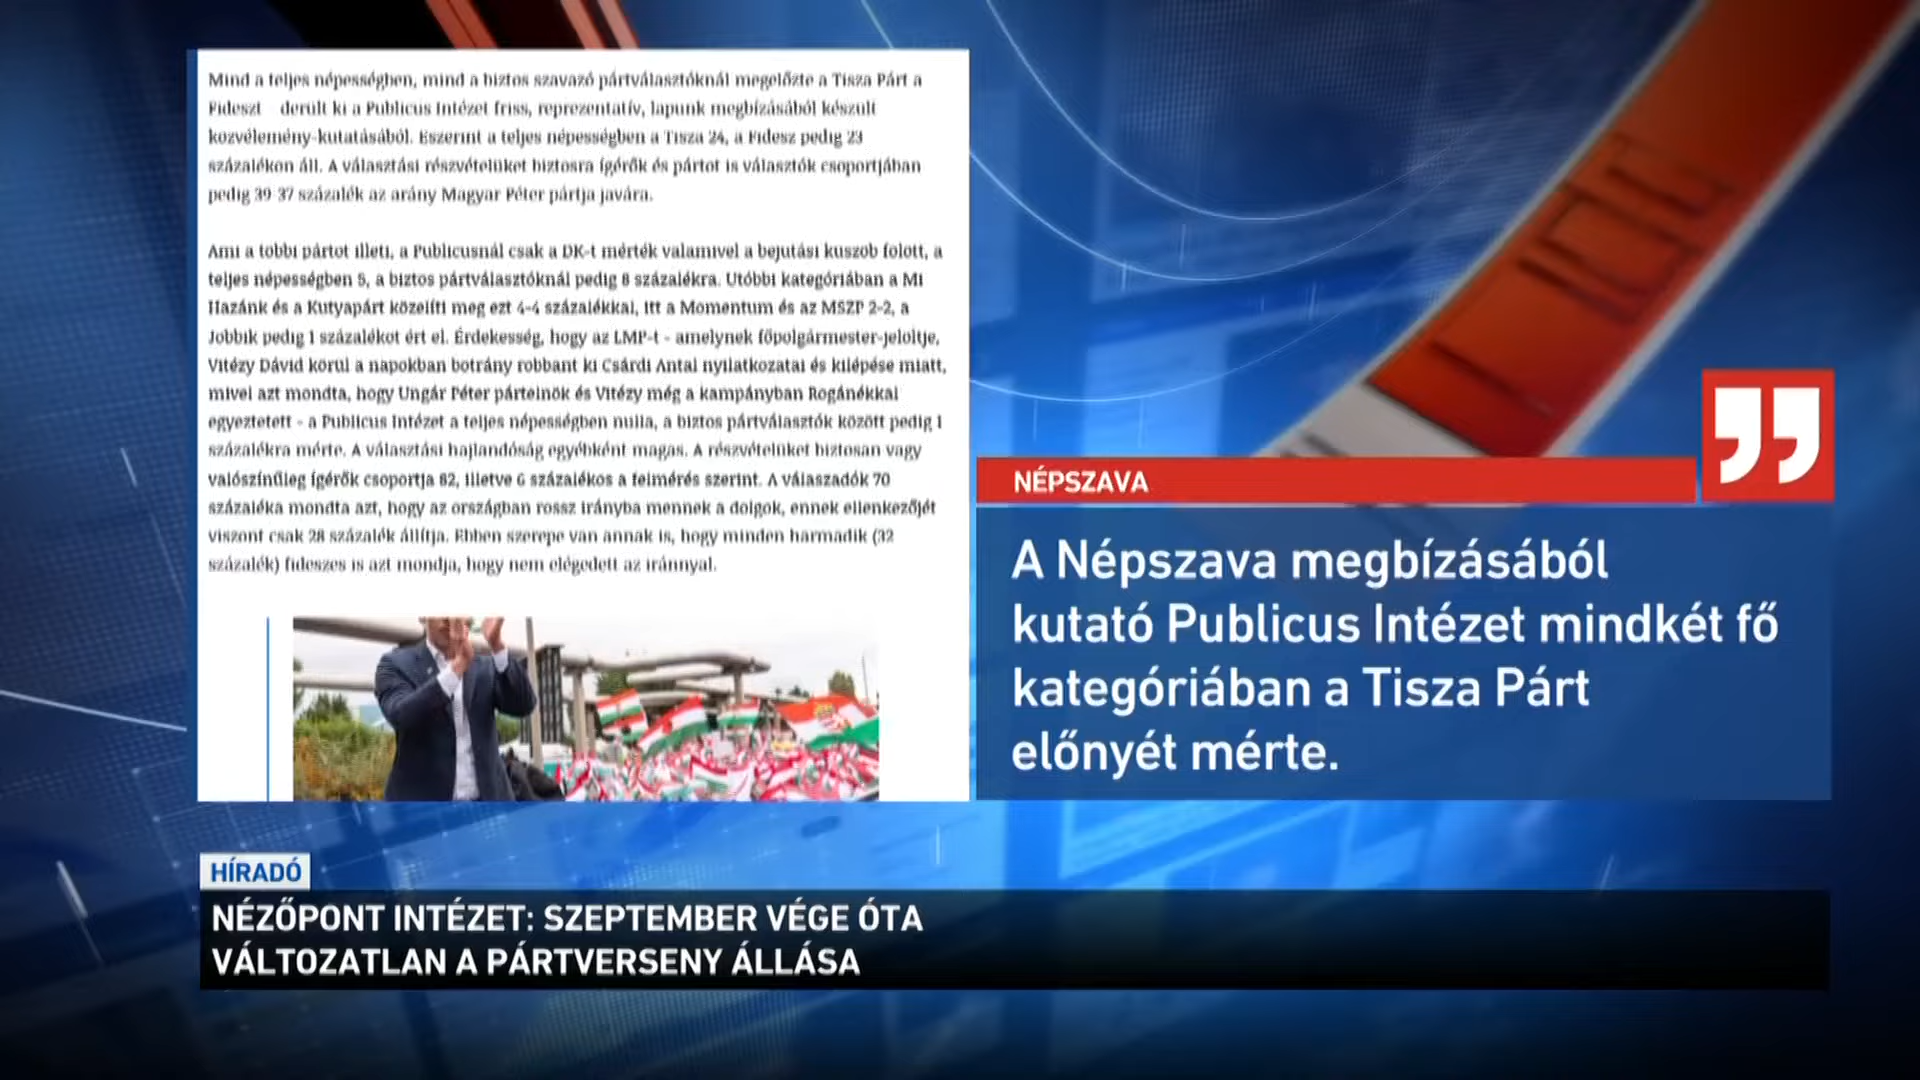 Mind a teljes népességben, mind a biztos szavazó pártválasztóknál megelőzte a Tisza Párt a
Fideszt - derült ki a Publicus Intézet friss, reprezentatív, lapunk megbízásából készült
közvélemény-kutatásából. Eszerint a teljes népességben a Tisza 24, a Fidesz pedig 23
százalékon áll. A választási részvételüket biztosra ígérők és pártot is választók csoportjában
pedig 39-37 százalék az arány Magyar Péter pártja javára.
Ami a többi pártot illeti, a Publicusnál csak a DK-t mérték valamivel a bejutási küszöb fölött, a
teljes népességben 5, a biztos pártválasztóknál pedig 8 százalékra. Utóbbi kategóriában a Mi
Hazánk és a Kutyapárt közelíti meg ezt 4-4 százalékkal, itt a Momentum és az MSZP 2-2, a
Jobbik pedig 1 százalékot ért el. Érdekesség, hogy az LMP-t - amelynek főpolgármester-jelöltje,
Vitézy Dávid körül a napokban botrány robbant ki Csárdi Antal nyilatkozatai és kilépése miatt,
mivel azt mondta, hogy Ungár Péter pártelnök és Vitézy még a kampányban Rogánékkal
egyeztetett - a Publicus Intézet a teljes népességben nulla, a biztos pártválasztók között pedig 1
százalékra mérte. A választási hajlandóság egyébként magas. A részvételüket biztosan vagy
valószínűleg ígérők csoportja 82, illetve 6 százalékos a felmérés szerint. A válaszadók 70
százaléka mondta azt, hogy az országban rossz irányba mennek a dolgok, ennek ellenkezőjét
viszont csak 28 százalék állítja. Ebben szerepe van annak is, hogy minden harmadik (32
százalék) fideszes is azt mondja, hogy nem elégedett az iránnyal.
NÉPSZAVA
A Népszava megbízásából
kutató Publicus Intézet mindkét fő
kategóriában a Tisza Párt
előnyét mérte.
HÍRADÓ
NÉZŐPONT INTÉZET: SZEPTEMBER VÉGE ÓTA
VÁLTOZATLAN A PÁRTVERSENY ÁLLÁSA